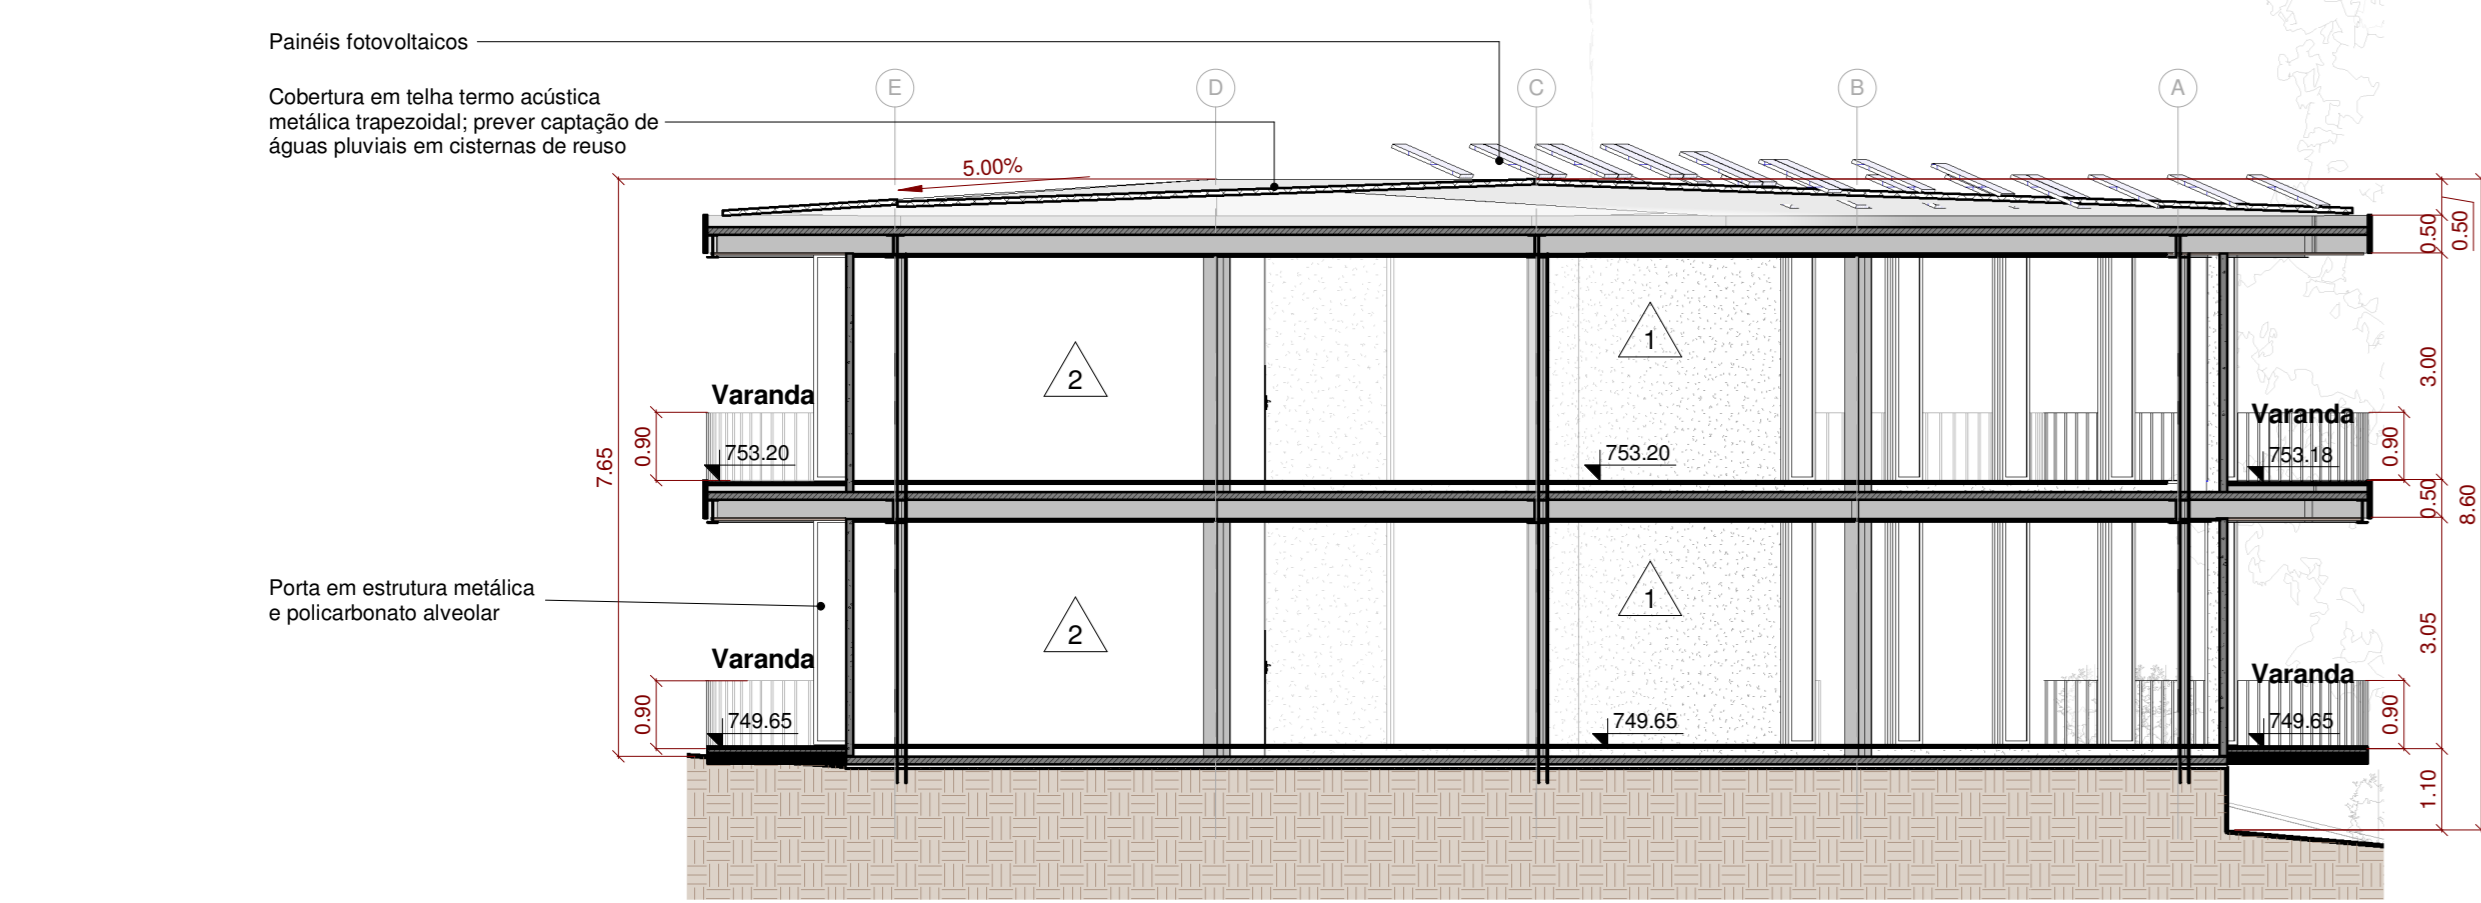 Painéis fotovoltaicos
Cobertura em telha termo acústica
metálica trapezoidal; prever captação de
águas pluviais em cisternas de reuso
E
D
C
B
A
5.00%
0.50
0.50
2
1
3.00
Varanda
Varanda
0.90
753.20
753.20
753.18
0.90
7.65
0.50
8.60
Porta em estrutura metálica
e policarbonato alveolar
2
1
3.05
Varanda
Varanda
0.90
749.65
749.65
749.65
0.90
1.10